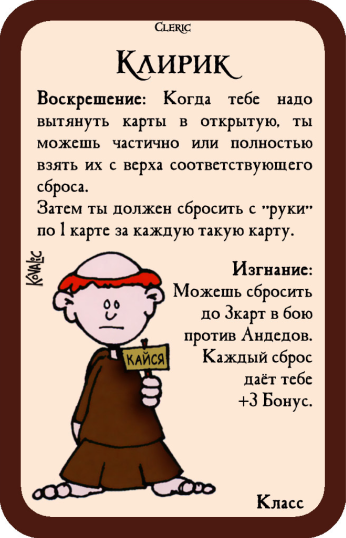 Cleric
Клирик
Воскрешение: Когда тебе надо
вытянуть карты в открытую, ты
можешь частично или полностью
взять их с верха соответствующего
сброса.
Затем ты должен сбросить с "руки"
по 1 карте за каждую такую карту.
Kovalic
Изгнание:
Можешь сбросить
до 3карт в бою
против Андедов.
Каждый сброс
даёт тебе
+3 Бонус.
КАЙСЯ
Класс